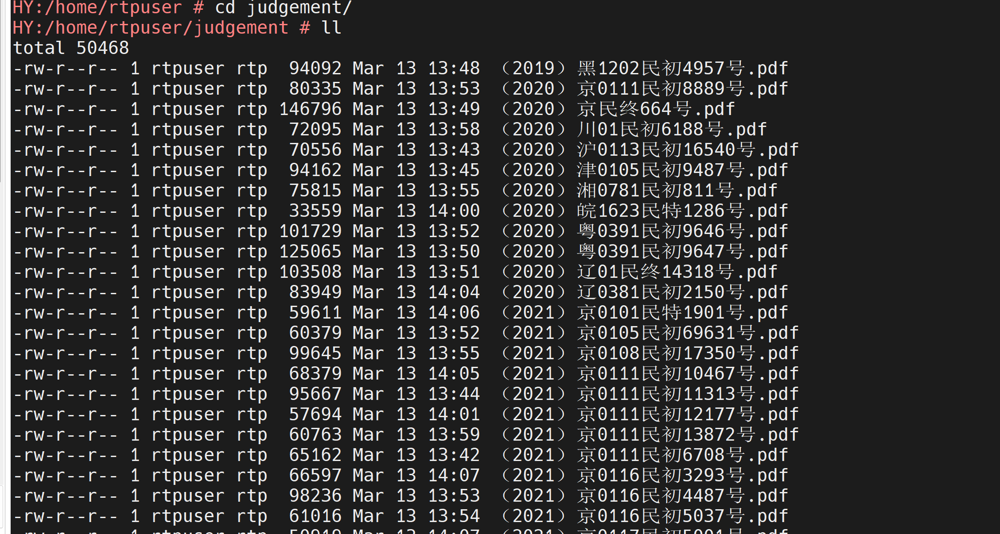 HY:/home/rtpuser # cd judgement/
HY:/home/rtpuser/judgement # ll
total 50468
-rw-r--r-- 1 rtpuser rtp  94092 Mar 13 13:48 （2019）黑1202民初4957号.pdf
-rw-r--r-- 1 rtpuser rtp  80335 Mar 13 13:53 （2020）京0111民初8889号.pdf
-rw-r--r-- 1 rtpuser rtp 146796 Mar 13 13:49 （2020）京民终664号.pdf
-rw-r--r-- 1 rtpuser rtp  72095 Mar 13 13:58 （2020）川01民初6188号.pdf
-rw-r--r-- 1 rtpuser rtp  70556 Mar 13 13:43 （2020）沪0113民初16540号.pdf
-rw-r--r-- 1 rtpuser rtp  94162 Mar 13 13:45 （2020）津0105民初9487号.pdf
-rw-r--r-- 1 rtpuser rtp  75815 Mar 13 13:55 （2020）湘0781民初811号.pdf
-rw-r--r-- 1 rtpuser rtp  33559 Mar 13 14:00 （2020）皖1623民特1286号.pdf
-rw-r--r-- 1 rtpuser rtp 101729 Mar 13 13:52 （2020）粤0391民初9646号.pdf
-rw-r--r-- 1 rtpuser rtp 125065 Mar 13 13:50 （2020）粤0391民初9647号.pdf
-rw-r--r-- 1 rtpuser rtp 103508 Mar 13 13:51 （2020）辽01民终14318号.pdf
-rw-r--r-- 1 rtpuser rtp  83949 Mar 13 14:04 （2020）辽0381民初2150号.pdf
-rw-r--r-- 1 rtpuser rtp  59611 Mar 13 14:06 （2021）京0101民特1901号.pdf
-rw-r--r-- 1 rtpuser rtp  60379 Mar 13 13:52 （2021）京0105民初69631号.pdf
-rw-r--r-- 1 rtpuser rtp  99645 Mar 13 13:55 （2021）京0108民初17350号.pdf
-rw-r--r-- 1 rtpuser rtp  68379 Mar 13 14:05 （2021）京0111民初10467号.pdf
-rw-r--r-- 1 rtpuser rtp  95667 Mar 13 13:44 （2021）京0111民初11313号.pdf
-rw-r--r-- 1 rtpuser rtp  57694 Mar 13 14:01 （2021）京0111民初12177号.pdf
-rw-r--r-- 1 rtpuser rtp  60763 Mar 13 13:59 （2021）京0111民初13872号.pdf
-rw-r--r-- 1 rtpuser rtp  65162 Mar 13 13:42 （2021）京0111民初6708号.pdf
-rw-r--r-- 1 rtpuser rtp  66597 Mar 13 14:07 （2021）京0116民初3293号.pdf
-rw-r--r-- 1 rtpuser rtp  98236 Mar 13 13:53 （2021）京0116民初4487号.pdf
-rw-r--r-- 1 rtpuser rtp  61016 Mar 13 13:54 （2021）京0116民初5037号.pdf